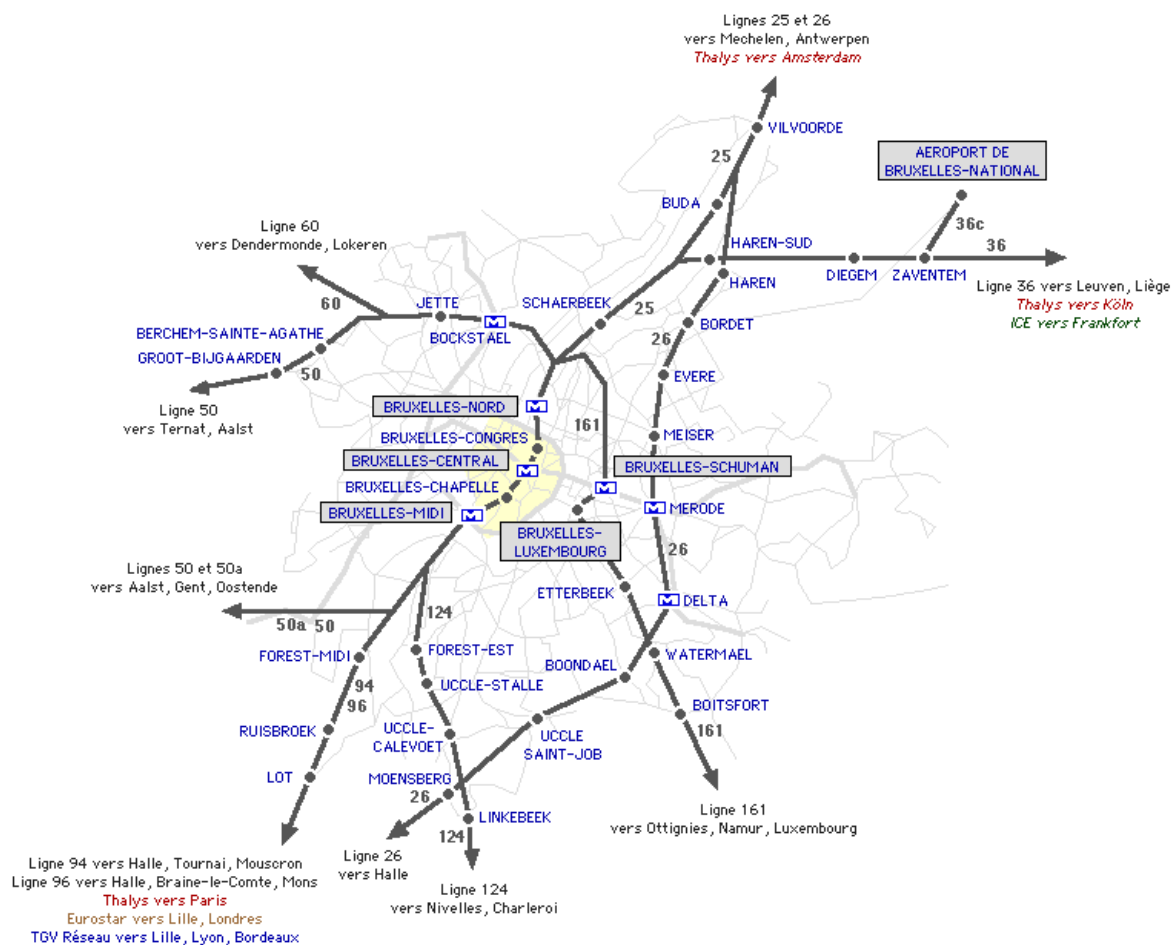 Lignes 25 et 26
vers Mechelen, Antwerpen
Thalys vers Amsterdam
VILVOORDE
25
AEROPORT DE
BRUXELLES-NATIONAL
BUDA
36c
Ligne 60
vers Dendermonde, Lokeren
HAREN-SUD
36
DIEGEM
ZAVENTEM
HAREN
Ligne 36 vers Leuven, Liège
Thalys vers Köln
ICE vers Frankfort
60
JETTE
SCHAERBEEK
25
BORDET
BERCHEM-SAINTE-AGATHE
BOCKSTAEL
26
GROOT-BIJGAARDEN
50
EVERE
Ligne 50
vers Ternat, Aalst
BRUXELLES-NORD
M
161
BRUXELLES-CONGRES
MEISER
BRUXELLES-CENTRAL
M
BRUXELLES-SCHUMAN
BRUXELLES-CHAPELLE
M
BRUXELLES-MIDI
M
M
MERODE
BRUXELLES-
LUXEMBOURG
26
Lignes 50 et 50a
vers Aalst, Gent, Oostende
ETTERBEEK
M
DELTA
50a 50
124
FOREST-MIDI
FOREST-EST
WATERMAEL
BOONDAEL
94
96
UCCLE-STALLE
BOITSFORT
RUISBROEK
UCCLE-
CALEVOET
UCCLE
SAINT-JOB
161
LOT
MOENSBERG
26
LINKEBEEK
124
Ligne 161
vers Ottignies, Namur, Luxembourg
Ligne 94 vers Halle, Tournai, Mouscron
Ligne 96 vers Halle, Braine-le-Comte, Mons
Thalys vers Paris
Eurostar vers Lille, Londres
TGV Réseau vers Lille, Lyon, Bordeaux
Ligne 26
vers Halle
Ligne 124
vers Nivelles, Charleroi
M